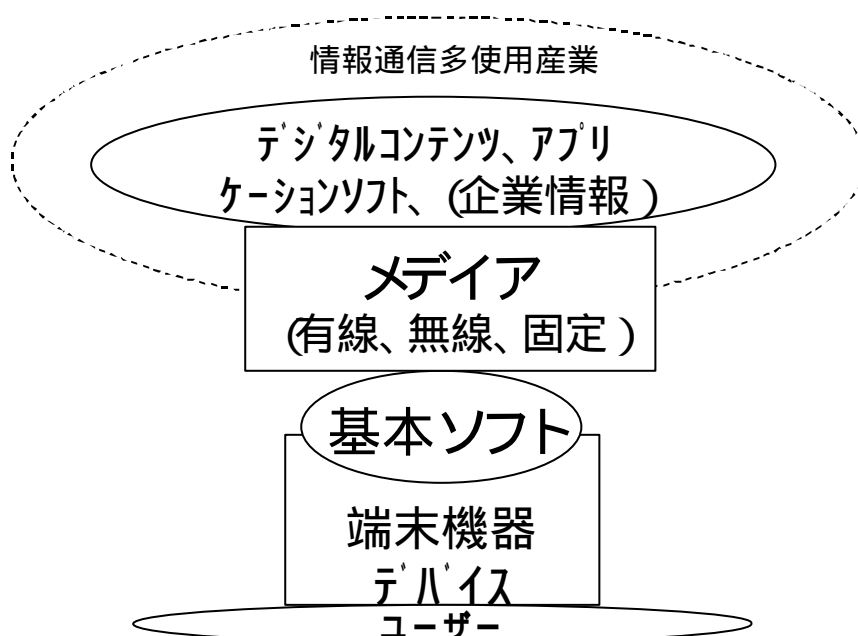 情報通信多使用産業
デジタルコンテンツ、アプリ
ケーションソフト、(企業情報)
メデイア
(有線、無線、固定)
基本ソフト
端末機器
デバイス
ユーザー